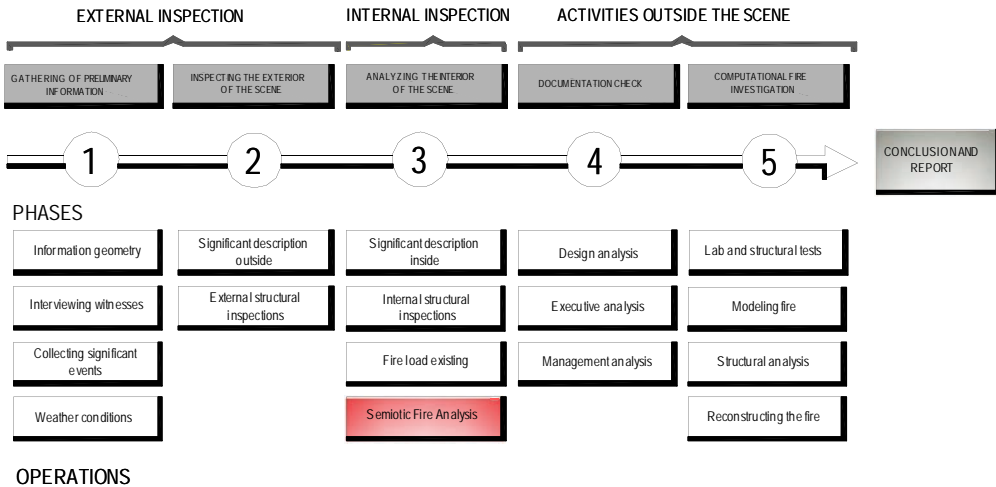 EXTERNAL INSPECTION
INTERNAL INSPECTION
ACTIVITIES OUTSIDE THE SCENE
GATHERING OF PRELIMINARY
INFORMATION
INSPECTING THE EXTERIOR
OF THE SCENE
ANALYZING THE INTERIOR
OF THE SCENE
DOCUMENTATION CHECK
COMPUTATIONAL FIRE
INVESTIGATION
1
2
3
4
5
CONCLUSION AND
REPORT
PHASES
Information geometry
Significant description
outside
Significant description
inside
Design analysis
Lab and structural tests
Interviewing witnesses
External structural
inspections
Internal structural
inspections
Executive analysis
Modeling fire
Collecting significant
events
Fire load existing
Management analysis
Structural analysis
Weather conditions
Semiotic Fire Analysis
Reconstructing the fire
OPERATIONS